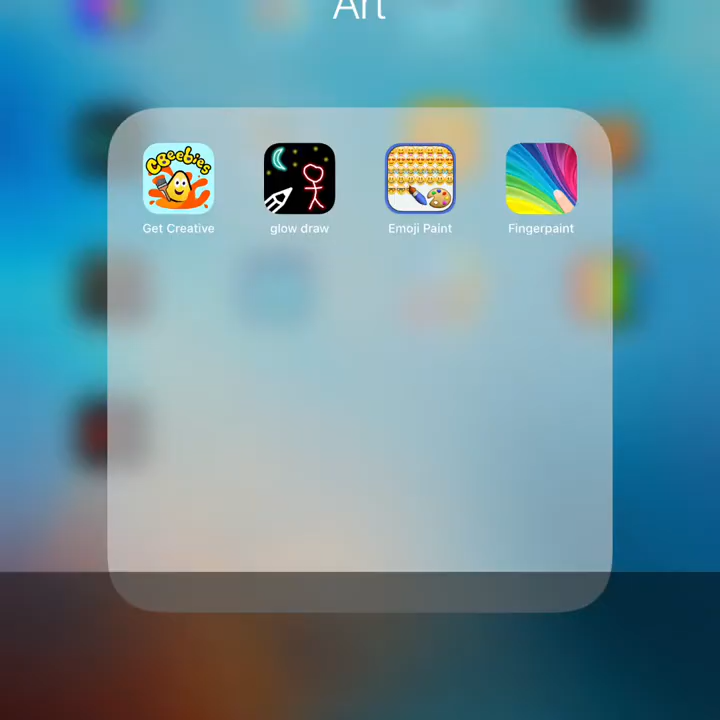 Art
CBeebies
Get Creative
glow draw
Emoji Paint
Fingerpaint